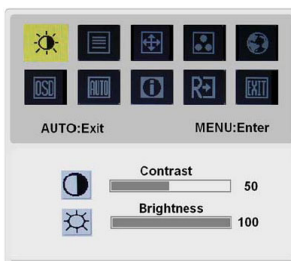 OSD AUTO R EXIT
AUTO:Exit MENU:Enter
Contrast
50
Brightness
100